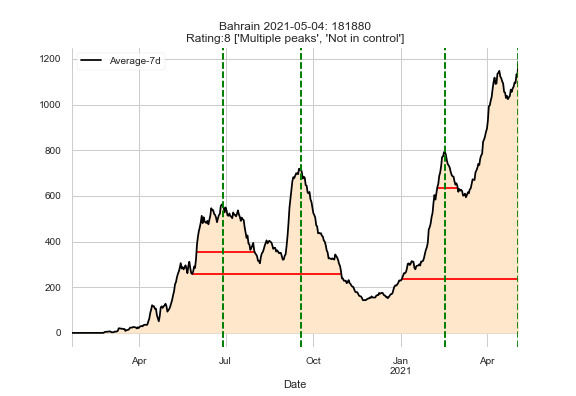 Bahrain 2021-05-04: 181880
Rating:8 ['Multiple peaks', 'Not in control']
Average-7d
1200
1000
800
600
400
200
0
Apr
Jul
Oct
Jan
2021
Apr
Date